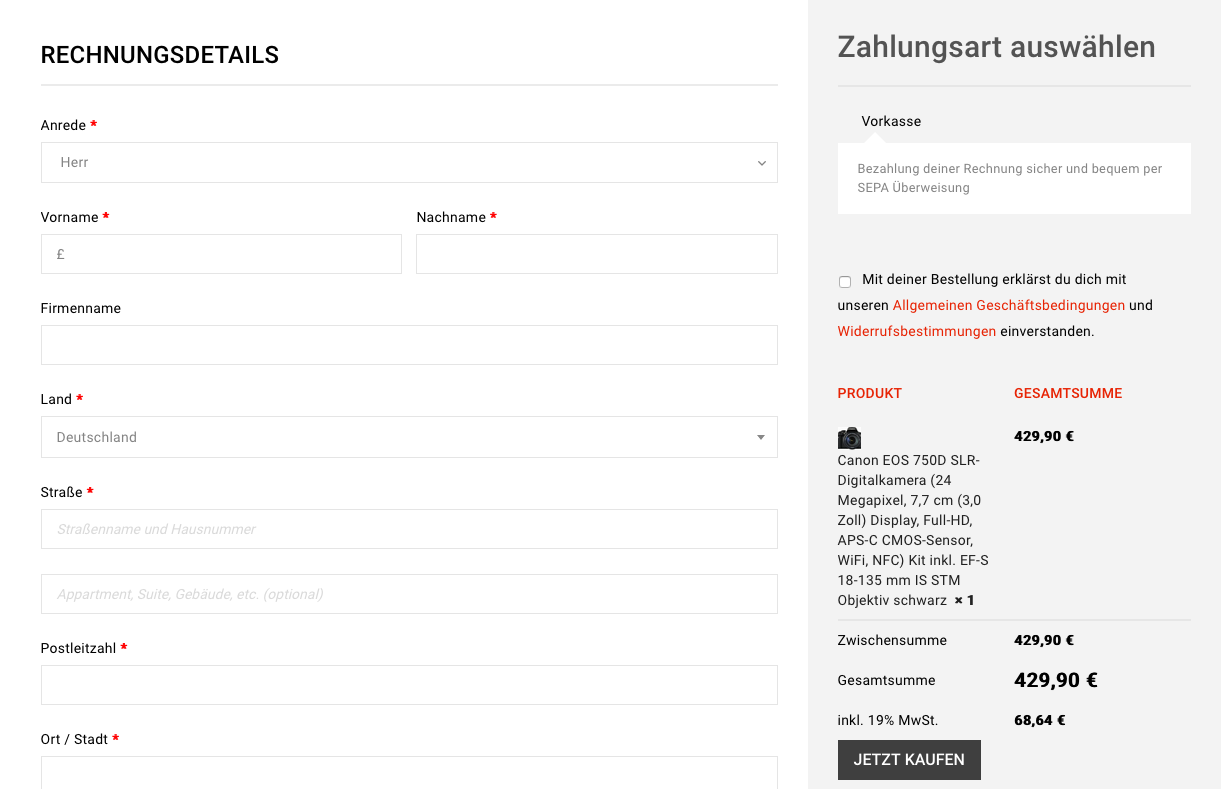 RECHNUNGSDETAILS
Anrede *
Herr
Vorname *
Nachname *
£
Firmenname
Land *
Deutschland
Straße *
Straßenname und Hausnummer
Appartment, Suite, Gebäude, etc. (optional)
Postleitzahl *
Ort / Stadt *
Zahlungsart auswählen
Vorkasse
Bezahlung deiner Rechnung sicher und bequem per
SEPA Überweisung
Mit deiner Bestellung erklärst du dich mit
unseren Allgemeinen Geschäftsbedingungen und
Widerrufsbestimmungen einverstanden.
PRODUKT GESAMTSUMME
429,90 €
Canon EOS 750D SLR-
Digitalkamera (24
Megapixel, 7,7 cm (3,0
Zoll) Display, Full-HD,
APS-C CMOS-Sensor,
WiFi, NFC) Kit inkl. EF-S
18-135 mm IS STM
Objektiv schwarz × 1
Zwischensumme 429,90 €
Gesamtsumme 429,90 €
inkl. 19% MwSt. 68,64 €
JETZT KAUFEN